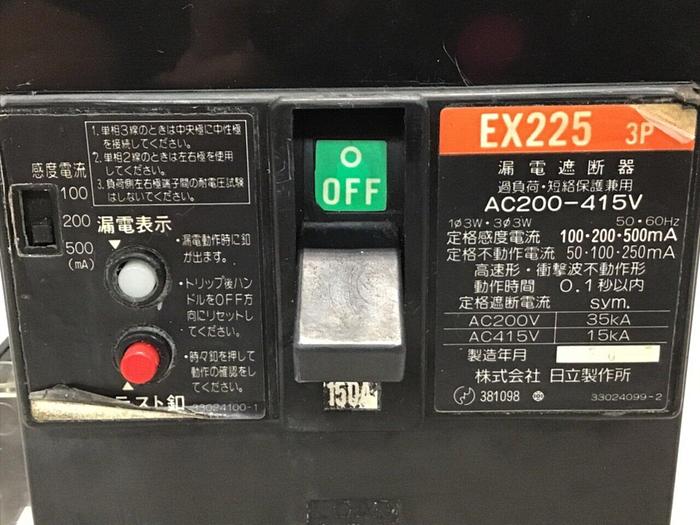 1. 単相3線のときは中央極に中性極
を接続してください。
2. 単相2線のときは左右極を使用
してください。
3. 負荷側左右極端子間の耐電圧試験
はしないでください。
感度電流
100
200
500
(mA)
漏電表示
・漏電動作時に釦
が出ます。
・トリップ後ハン
ドルをOFF方
向にリセットし
てください。
・時々釦を押して
動作の確認をし
てください。
テスト釦
33024100-1
OFF
150A
EX225 3P
漏電遮断器
過負荷・短絡保護兼用
AC200-415V
1φ3W・3φ3W 50・60Hz
定格感度電流 100・200・500mA
定格不動作電流 50・100・250mA
高速形・衝撃波不動作形
動作時間 0.1秒以内
定格遮断電流 sym.
AC200V 35kA
AC415V 15kA
製造年月
株式会社 日立製作所
381098
33024099-2